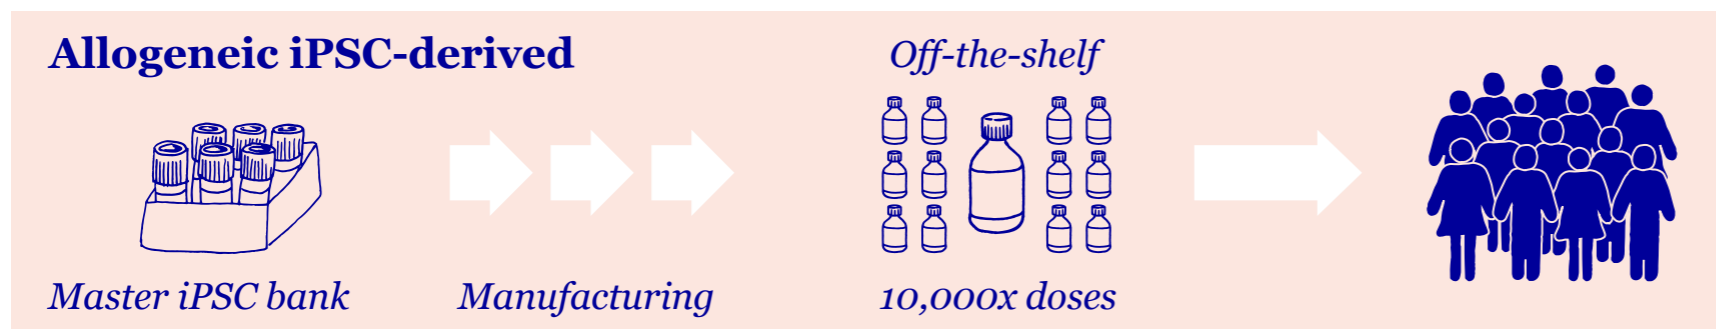 Allogeneic iPSC-derived
Off-the-shelf
Master iPSC bank
Manufacturing
10,000x doses